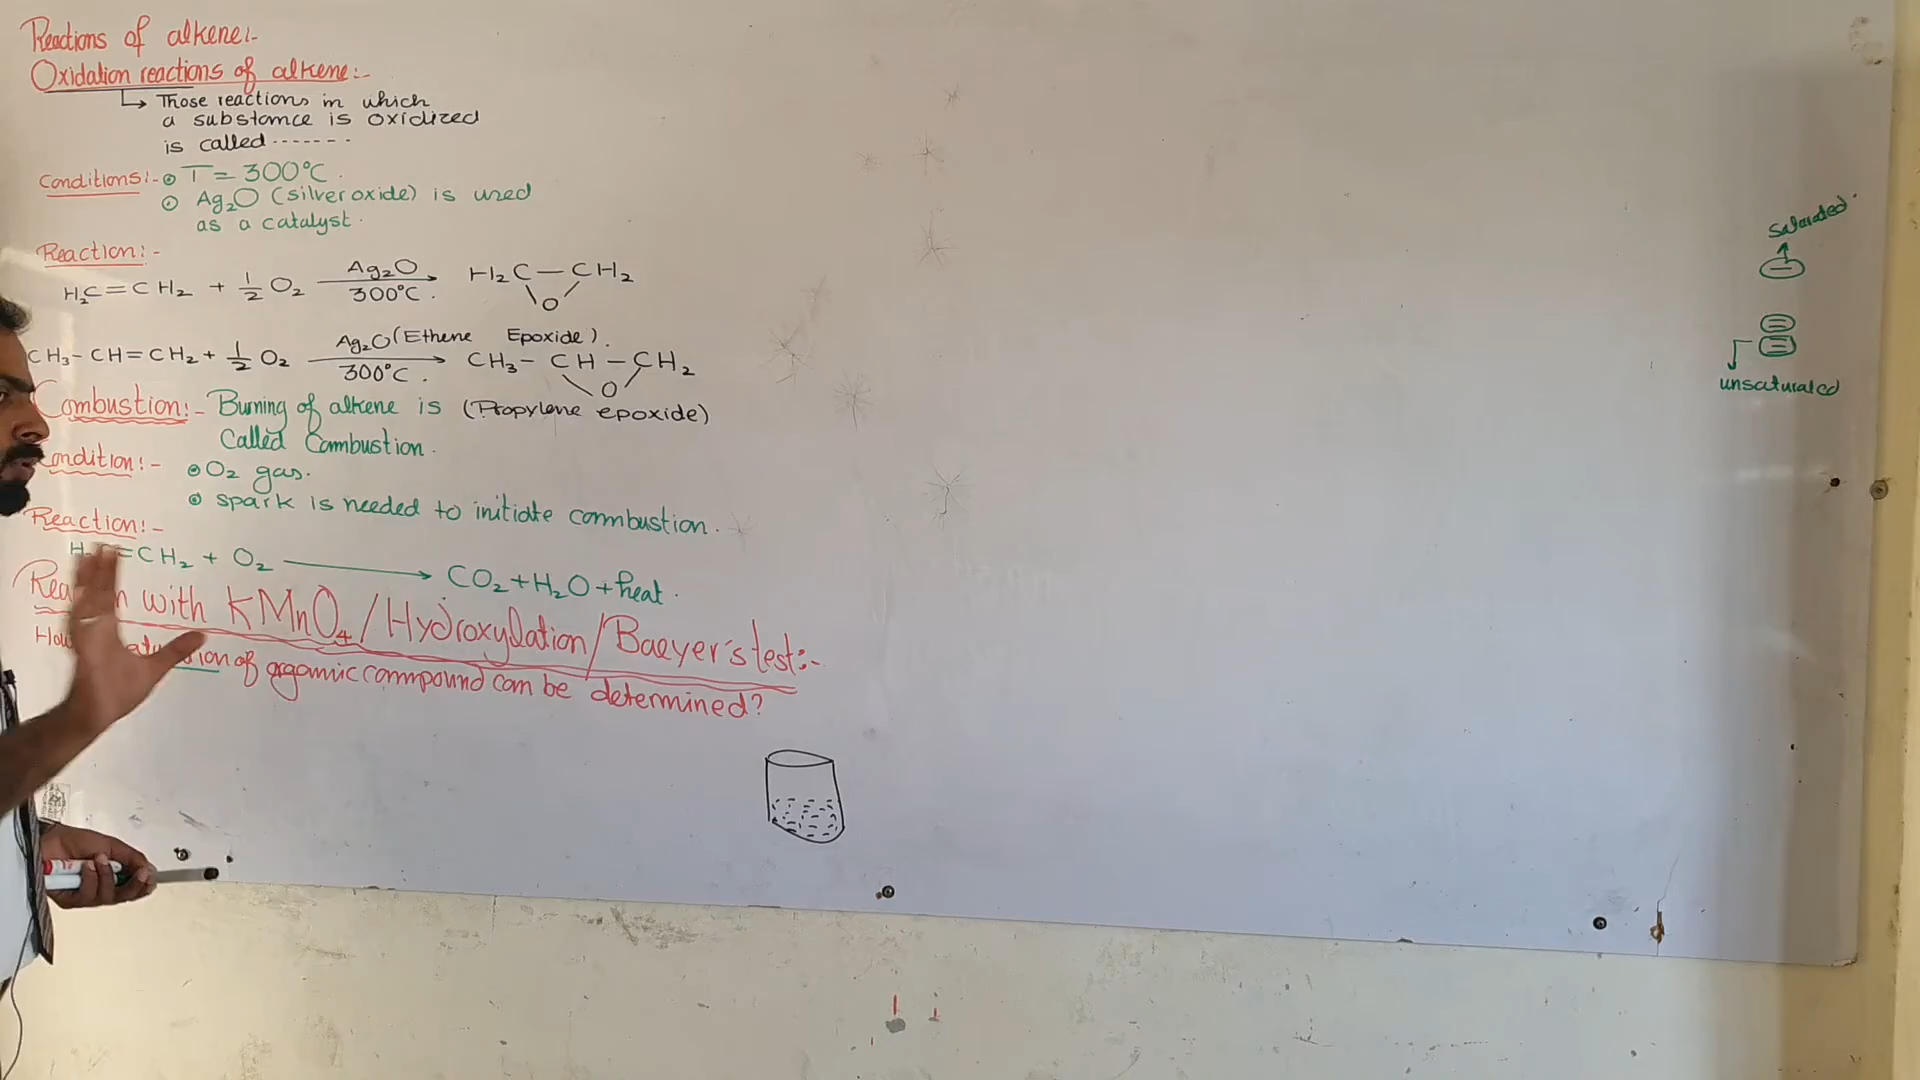 Reactions of alkene:-
Oxidation reactions of alkene:-
↳ Those reactions in which
a substance is oxidized
is called -------
Conditions:- ⊙ T = 300°C.
⊙ Ag₂O (silver oxide) is used
as a catalyst.
Reaction:-
H₂C=CH₂ + 1/2 O₂ Ag₂O 300°C. → H₂C—CH₂ O
(Ethene Epoxide).
CH₃-CH=CH₂ + 1/2 O₂ Ag₂O 300°C. → CH₃-CH-CH₂ O
(Propylene epoxide)
Combustion:- Burning of alkene is
Called Combustion.
Condition:- ⊙ O₂ gas.
⊙ spark is needed to initiate combustion.
Reaction:-
=CH₂ + O₂ → CO₂+H₂O+heat.
with KMnO₄/Hydroxylation/Baeyer's test:-
of organic compound can be determined?
Saturated.
unsaturated